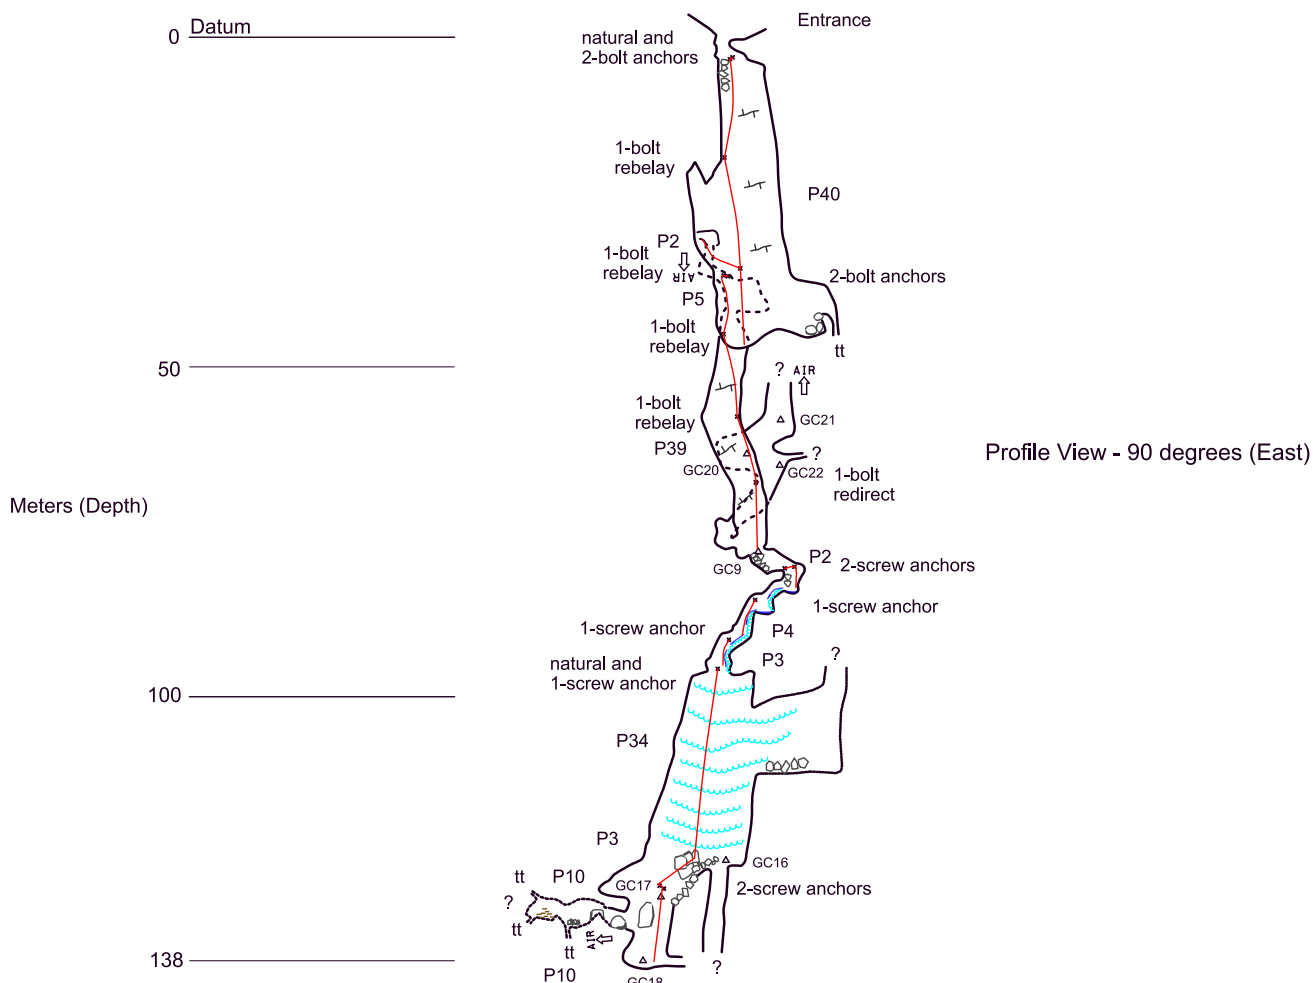 Entrance
0
Datum
natural and
2-bolt anchors
1-bolt
rebelay
P40
P2
1-bolt
rebelay
AIR
2-bolt anchors
P5
1-bolt
rebelay
tt
50
? AIR
1-bolt
rebelay
GC21
P39
?
Profile View - 90 degrees (East)
GC20
GC22
1-bolt
redirect
Meters (Depth)
P2
GC9
2-screw anchors
1-screw anchor
1-screw anchor
P4
P3
?
natural and
1-screw anchor
100
P34
P3
GC16
tt
P10
GC17
2-screw anchors
?
tt
AIR
tt
138
P10
?
GC18